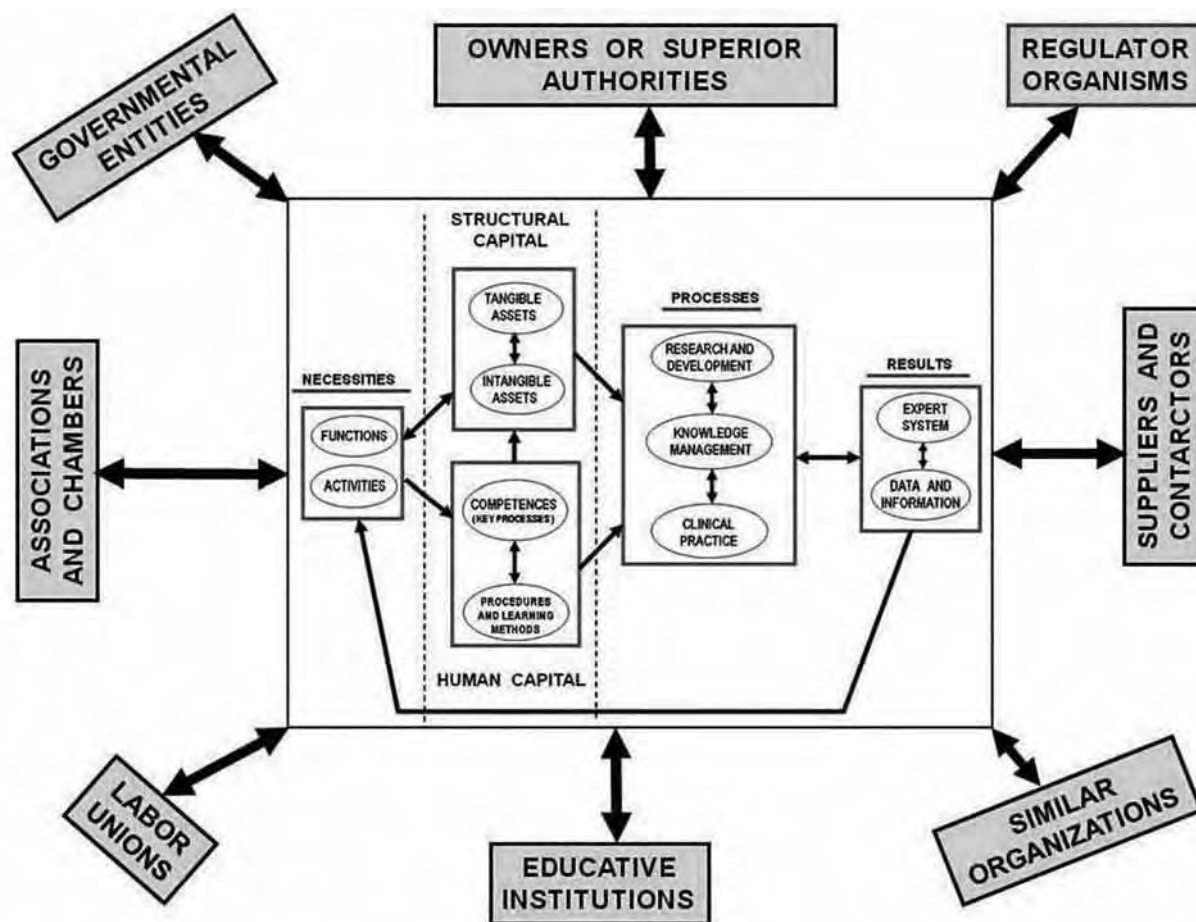 GOVERNMENTAL
ENTITIES
OWNERS OR SUPERIOR
AUTHORITIES
REGULATOR
ORGANISMS
ASSOCIATIONS
AND CHAMBERS
NECESSITIES
FUNCTIONS
ACTIVITIES
STRUCTURAL
CAPITAL
TANGIBLE
ASSETS
INTANGIBLE
ASSETS
COMPETENCES
(KEY PROCESSES)
PROCEDURES
AND LEARNING
METHODS
HUMAN CAPITAL
PROCESSES
RESEARCH AND
DEVELOPMENT
KNOWLEDGE
MANAGEMENT
CLINICAL
PRACTICE
RESULTS
EXPERT
SYSTEM
DATA AND
INFORMATION
SUPPLIERS AND
CONTARCTORS
LABOR
UNIONS
EDUCATIVE
INSTITUTIONS
SIMILAR
ORGANIZATIONS